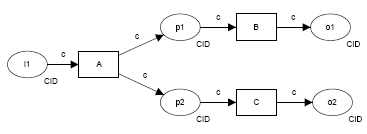 c p1 c B c o1
c CID CID
I1 c A
CID c
p2 c C c o2
CID CID